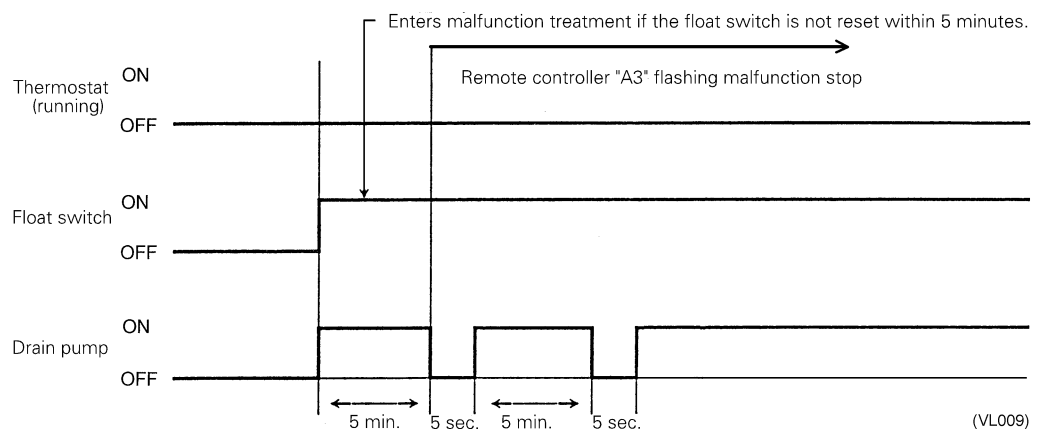 Enters malfunction treatment if the float switch is not reset within 5 minutes.
Remote controller "A3" flashing malfunction stop
Thermostat
(running)
ON
OFF
Float switch
ON
OFF
Drain pump
ON
OFF
5 min.
5 sec.
5 min.
5 sec.
(VL009)